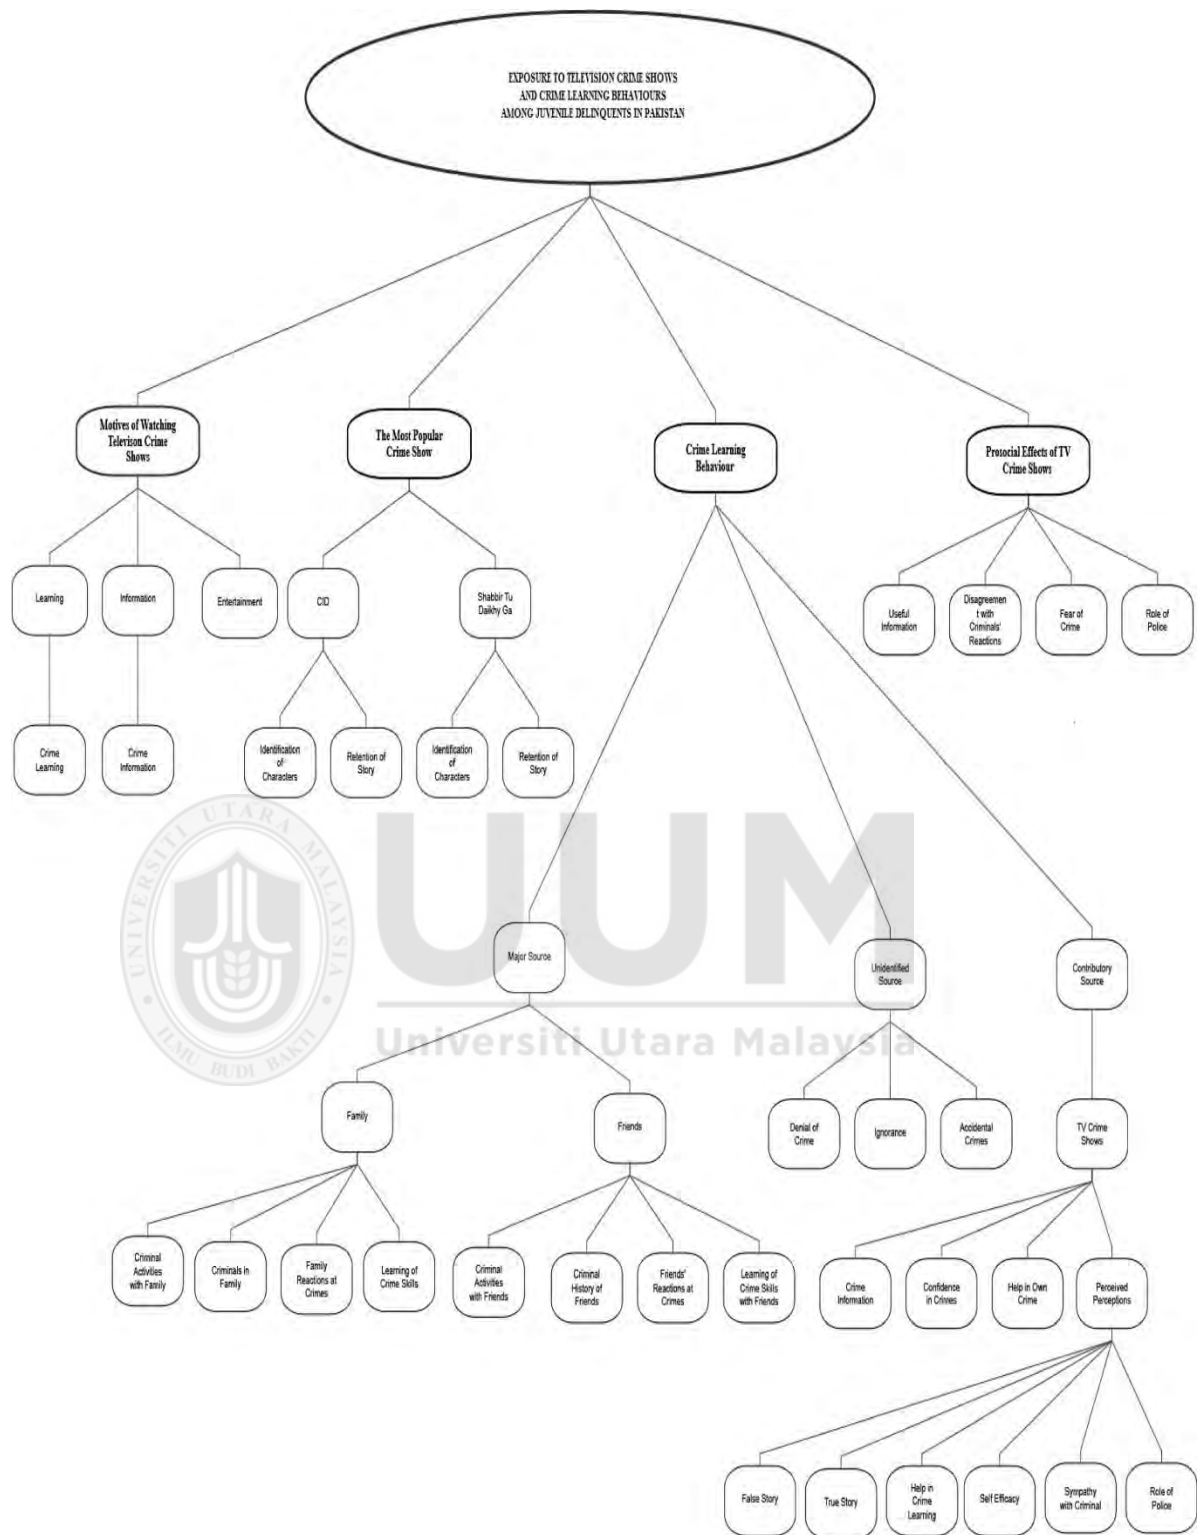 EXPOSURE TO TELEVISION CRIME SHOWS
AND CRIME LEARNING BEHAVIOURS
AMONG JUVENILE DELINQUENTS IN PAKISTAN
Motives of Watching
Televison Crime
Shows
The Most Popular
Crime Show
Crime Learning
Behaviour
Prosocial Effects of TV
Crime Shows
Learning
Information
Entertainment
CID
Shabbir Tu
Daikhy Ga
Useful
Information
Disagreemen
t with
Criminals'
Reactions
Fear of
Crime
Role of
Police
Crime
Learning
Crime
Information
Identification
of
Characters
Retention of
Story
Identification
of
Characters
Retention of
Story
UNIVERSITI UTARA MALAYSIA
ILMU BUDI BAKTI
UUM
Universiti Utara Malaysia
Major Source
Unidentified
Source
Contributory
Source
Family
Friends
Denial of
Crime
Ignorance
Accidental
Crimes
TV Crime
Shows
Criminal
Activities
with Family
Criminals in
Family
Family
Reactions at
Crimes
Learning of
Crime Skills
Criminal
Activities
with Friends
Criminal
History of
Friends
Friends'
Reactions at
Crimes
Learning of
Crime Skills
with Friends
Crime
Information
Confidence
in Crimes
Help in Own
Crime
Perceived
Perceptions
False Story
True Story
Help in
Crime
Learning
Self Efficacy
Sympathy
with Criminal
Role of
Police